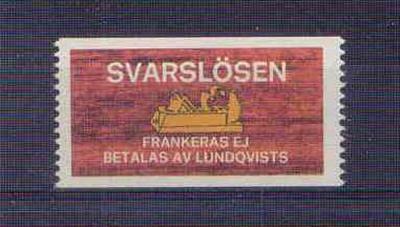 SVARSLÖSEN
FRANKERAS EJ
BETALAS AV LUNDQVISTS